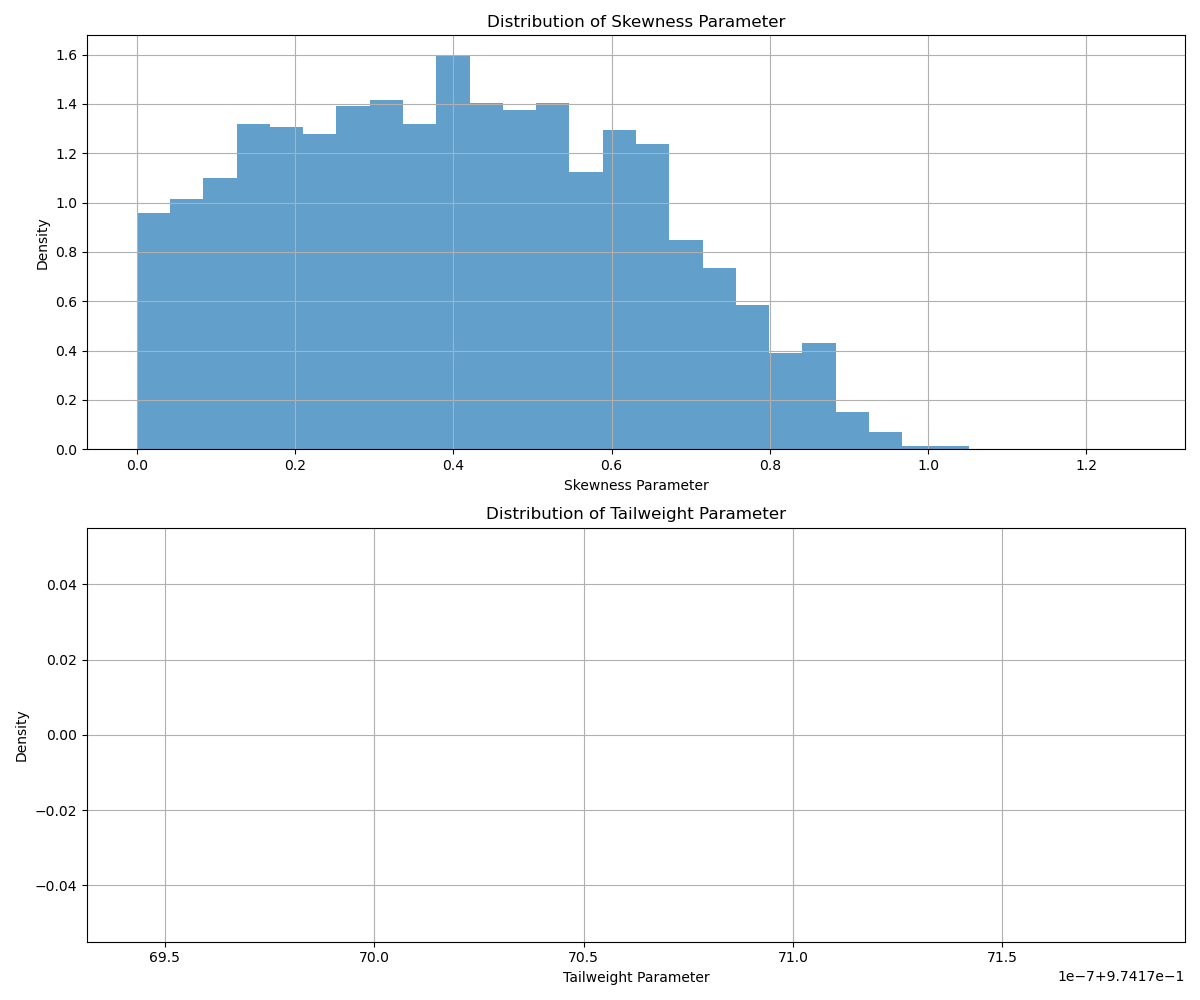 Distribution of Skewness Parameter
1.6
1.4
1.2
1.0
0.8
0.6
0.4
0.2
0.0
Density
0.0 0.2 0.4 0.6 0.8 1.0 1.2
Skewness Parameter
Distribution of Tailweight Parameter
0.04
0.02
0.00
−0.02
−0.04
Density
69.5 70.0 70.5 71.0 71.5
Tailweight Parameter
1e−7+9.7417e−1